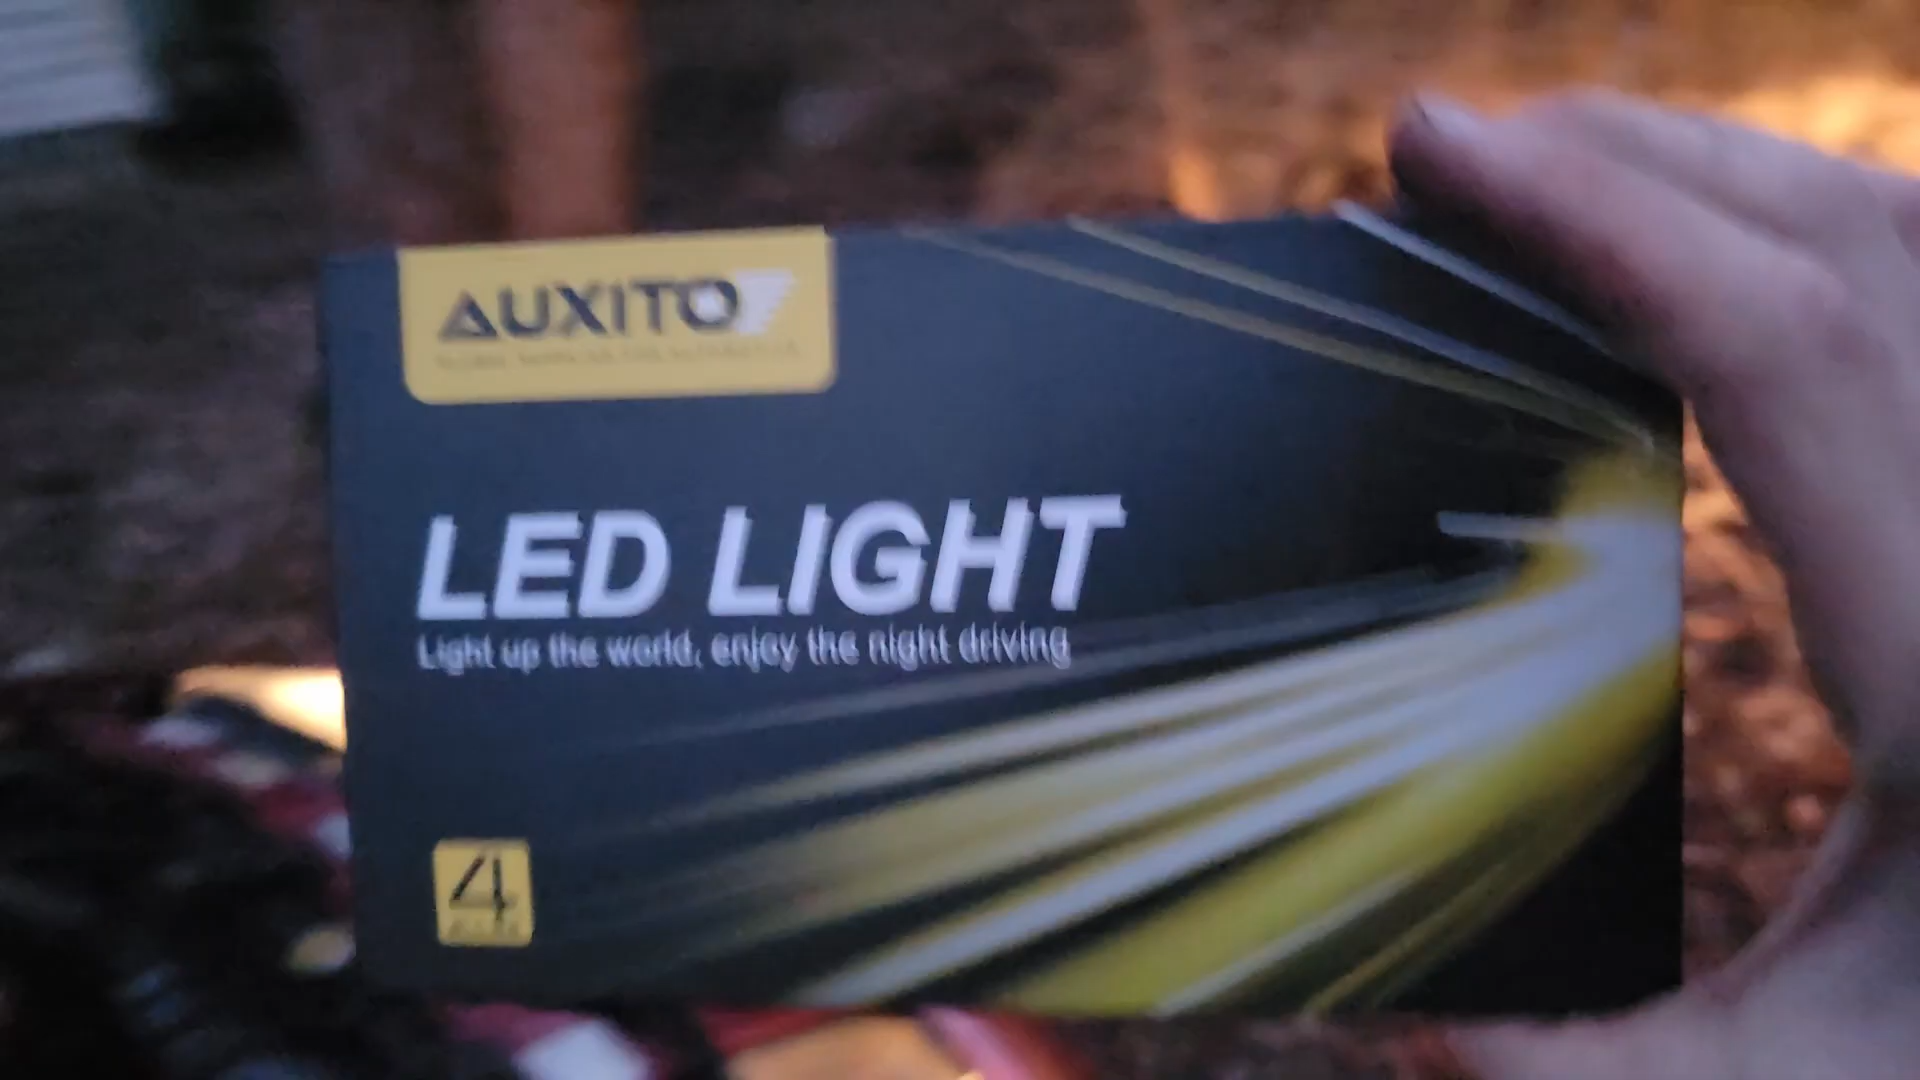 AUXITO
LED LIGHT
Light up the world, enjoy the night driving
4